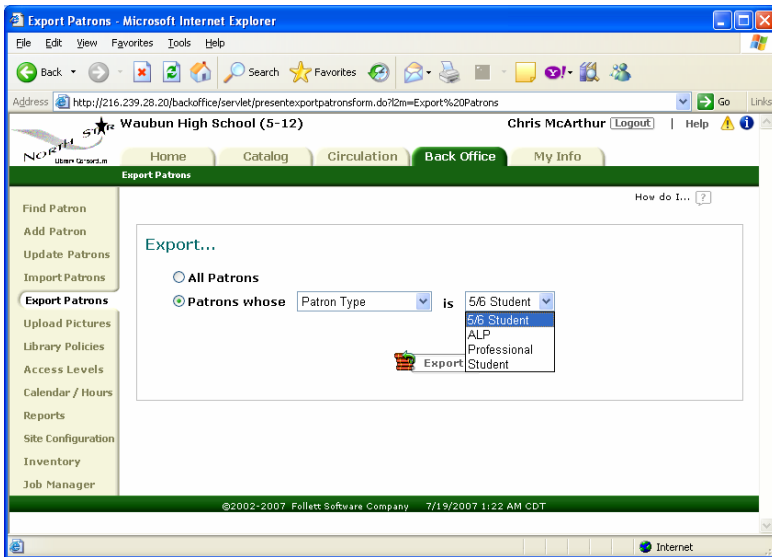 Export Patrons - Microsoft Internet Explorer
File Edit View Favorites Tools Help
Back Search Favorites
Address http://216.239.28.20/backoffice/servlet/presentexportpatronsform.do?l2m=Export%20Patrons Go Links
Waubun High School (5-12) Chris McArthur Logout | Help
NORTH STAR
Home Catalog Circulation Back Office My Info
Export Patrons
How do I... ?
Find Patron
Add Patron
Update Patrons
Import Patrons
Export Patrons
Upload Pictures
Library Policies
Access Levels
Calendar / Hours
Reports
Site Configuration
Inventory
Job Manager
Export...
All Patrons
Patrons whose Patron Type is 5/6 Student
5/6 Student
ALP
Professional
Student
Export
©2002-2007 Follett Software Company 7/19/2007 1:22 AM CDT
Internet